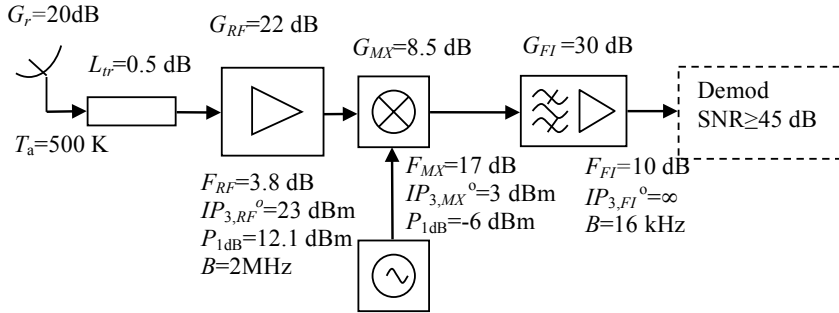 G_r=20dB
G_RF=22 dB
G_MX=8.5 dB
G_FI =30 dB
L_tr=0.5 dB
Demod
SNR≥45 dB
T_a=500 K
F_RF=3.8 dB
IP_3,RF^o=23 dBm
P_1dB=12.1 dBm
B=2MHz
F_MX=17 dB
IP_3,MX^o=3 dBm
P_1dB=-6 dBm
F_FI=10 dB
IP_3,FI^o=∞
B=16 kHz